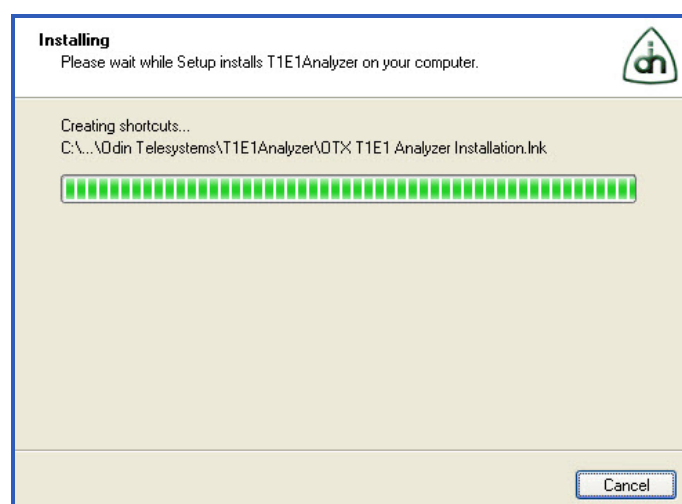 Installing
Please wait while Setup installs T1E1Analyzer on your computer.
Creating shortcuts...
C:\...\Odin Telesystems\T1E1Analyzer\OTX T1E1 Analyzer Installation.lnk
Cancel